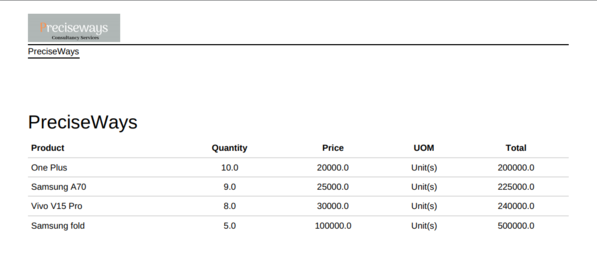 Preciseways
Consultancy Services
PreciseWays
PreciseWays
Product Quantity Price UOM Total
One Plus 10.0 20000.0 Unit(s) 200000.0
Samsung A70 9.0 25000.0 Unit(s) 225000.0
Vivo V15 Pro 8.0 30000.0 Unit(s) 240000.0
Samsung fold 5.0 100000.0 Unit(s) 500000.0